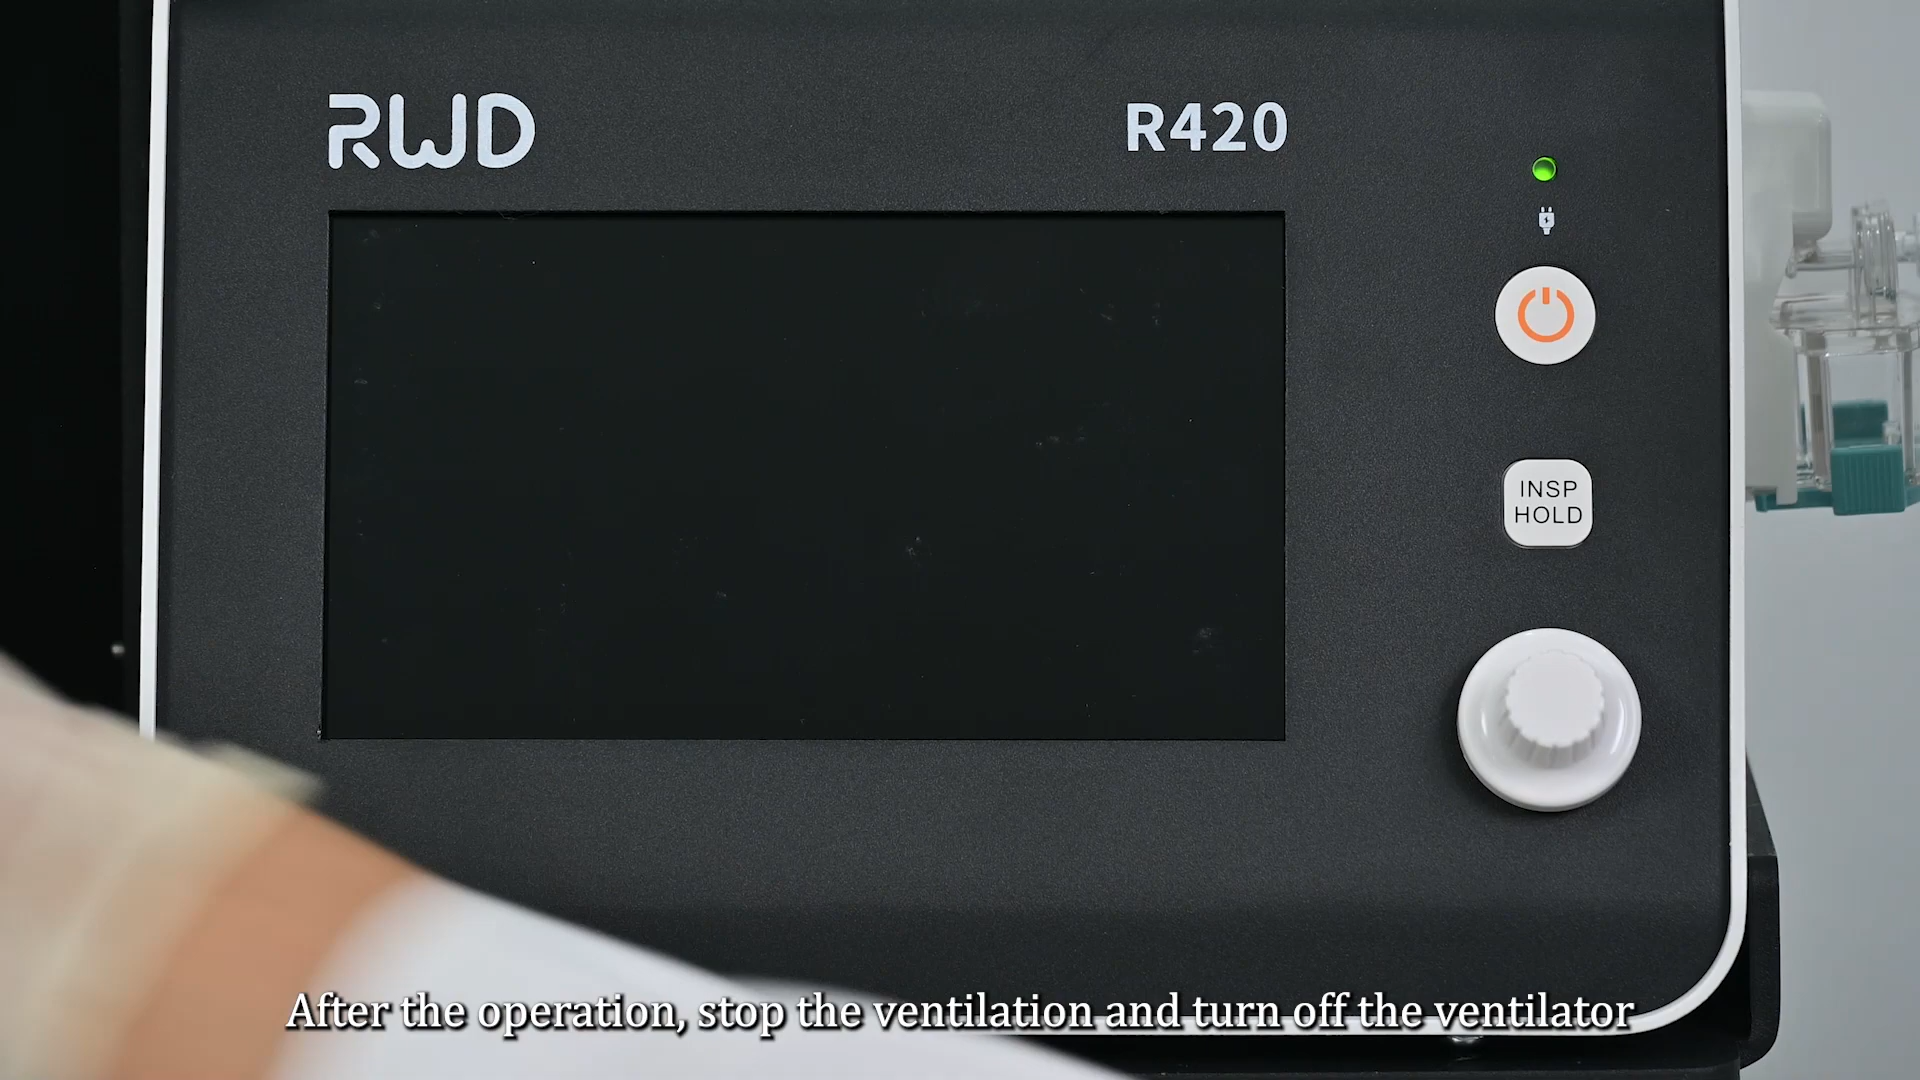 RWD
R420
INSP
HOLD
After the operation, stop the ventilation and turn off the ventilator